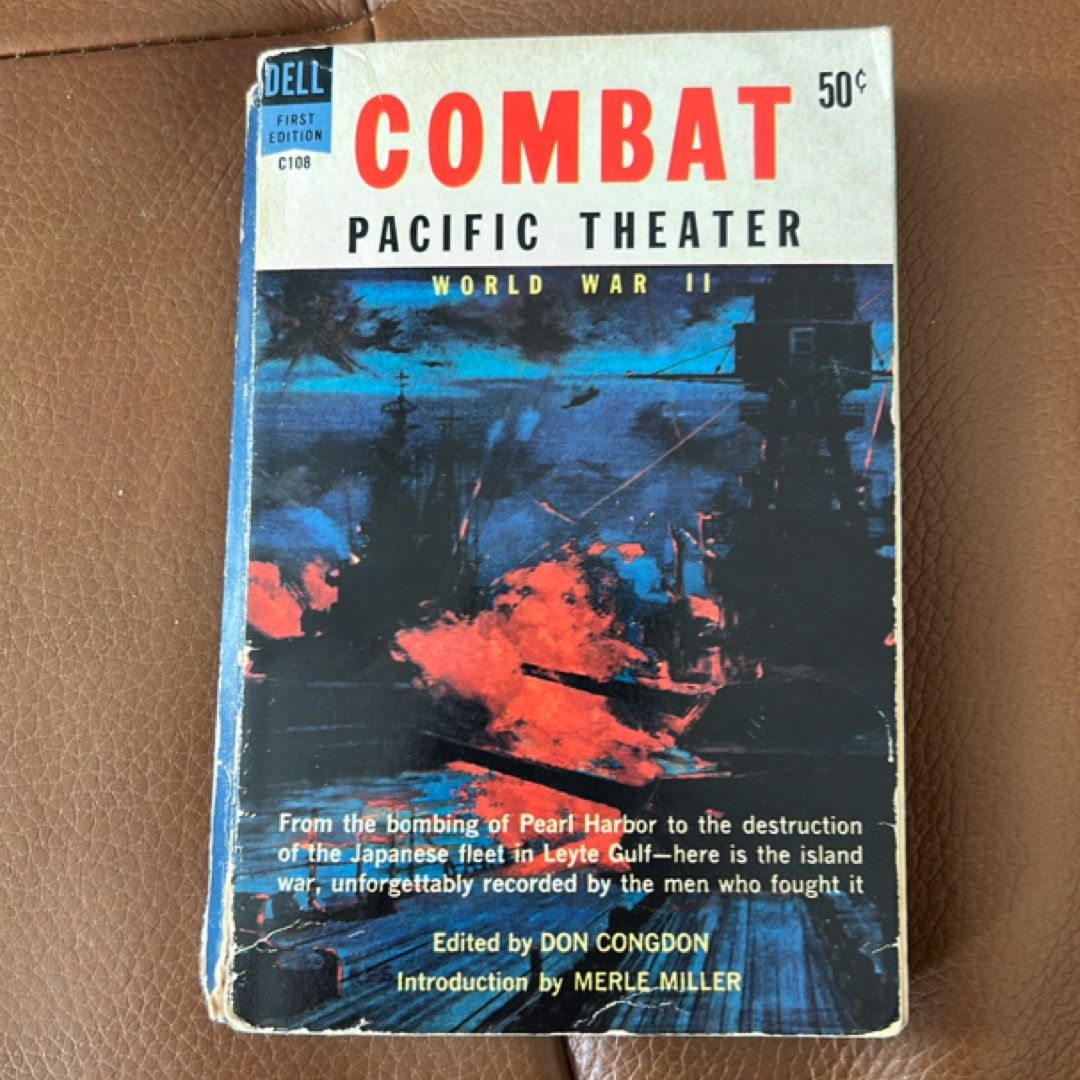 DELL
FIRST
EDITION
C108
50¢
COMBAT
PACIFIC THEATER
WORLD WAR II
From the bombing of Pearl Harbor to the destruction
of the Japanese fleet in Leyte Gulf—here is the island
war, unforgettably recorded by the men who fought it
Edited by DON CONGDON
Introduction by MERLE MILLER